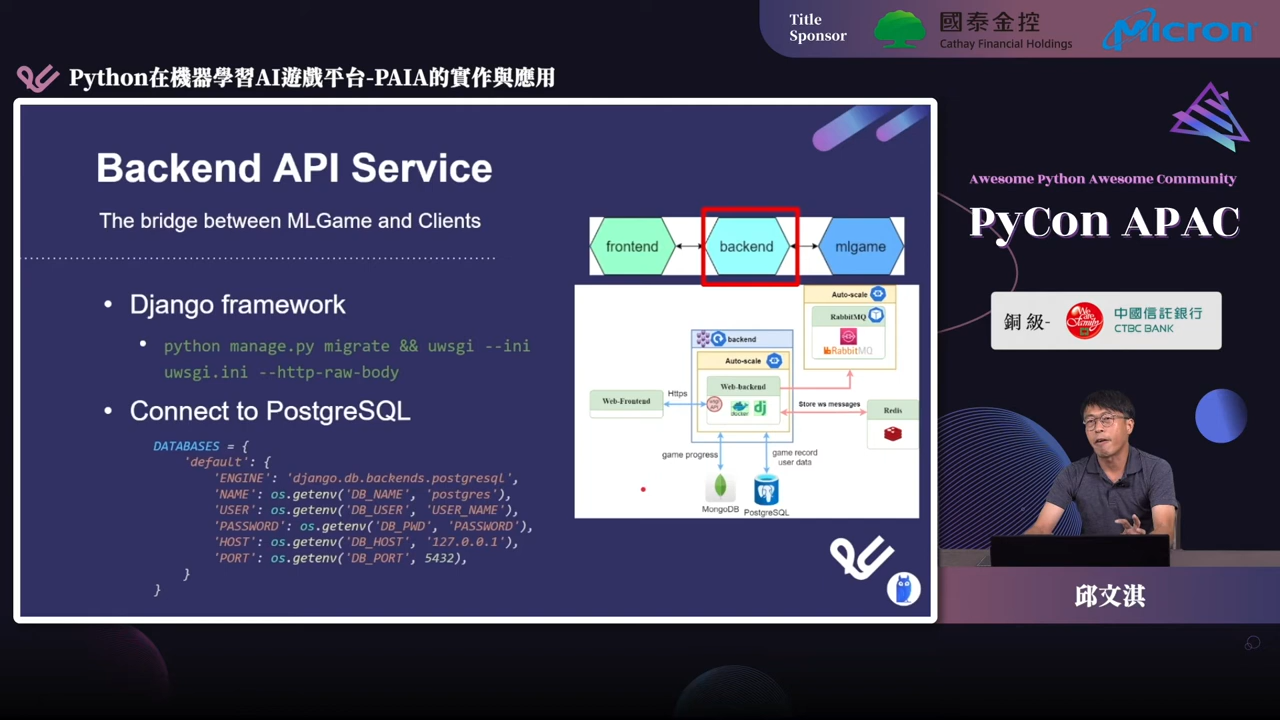 Title
Sponsor
國泰金控
Cathay Financial Holdings
Micron
Python在機器學習AI遊戲平台-PAIA的實作與應用
Backend API Service
The bridge between MLGame and Clients
• Django framework
• python manage.py migrate && uwsgi --ini
uwsgi.ini --http-raw-body
• Connect to PostgreSQL
DATABASES = {
'default': {
'ENGINE': 'django.db.backends.postgresql',
'NAME': os.getenv('DB_NAME', 'postgres'),
'USER': os.getenv('DB_USER', 'USER_NAME'),
'PASSWORD': os.getenv('DB_PWD', 'PASSWORD'),
'HOST': os.getenv('DB_HOST', '127.0.0.1'),
'PORT': os.getenv('DB_PORT', 5432),
}
}
frontend
backend
mlgame
Auto-scale
RabbitMQ
RabbitMQ
backend
Auto-scale
Web-backend
dj
Web-Frontend
Https
Store ws messages
Redis
game progress
game record
user data
MongoDB
PostgreSQL
Awesome Python Awesome Community
PyCon APAC
銅級-
We are family
中國信託銀行
CTBC BANK
邱文淇